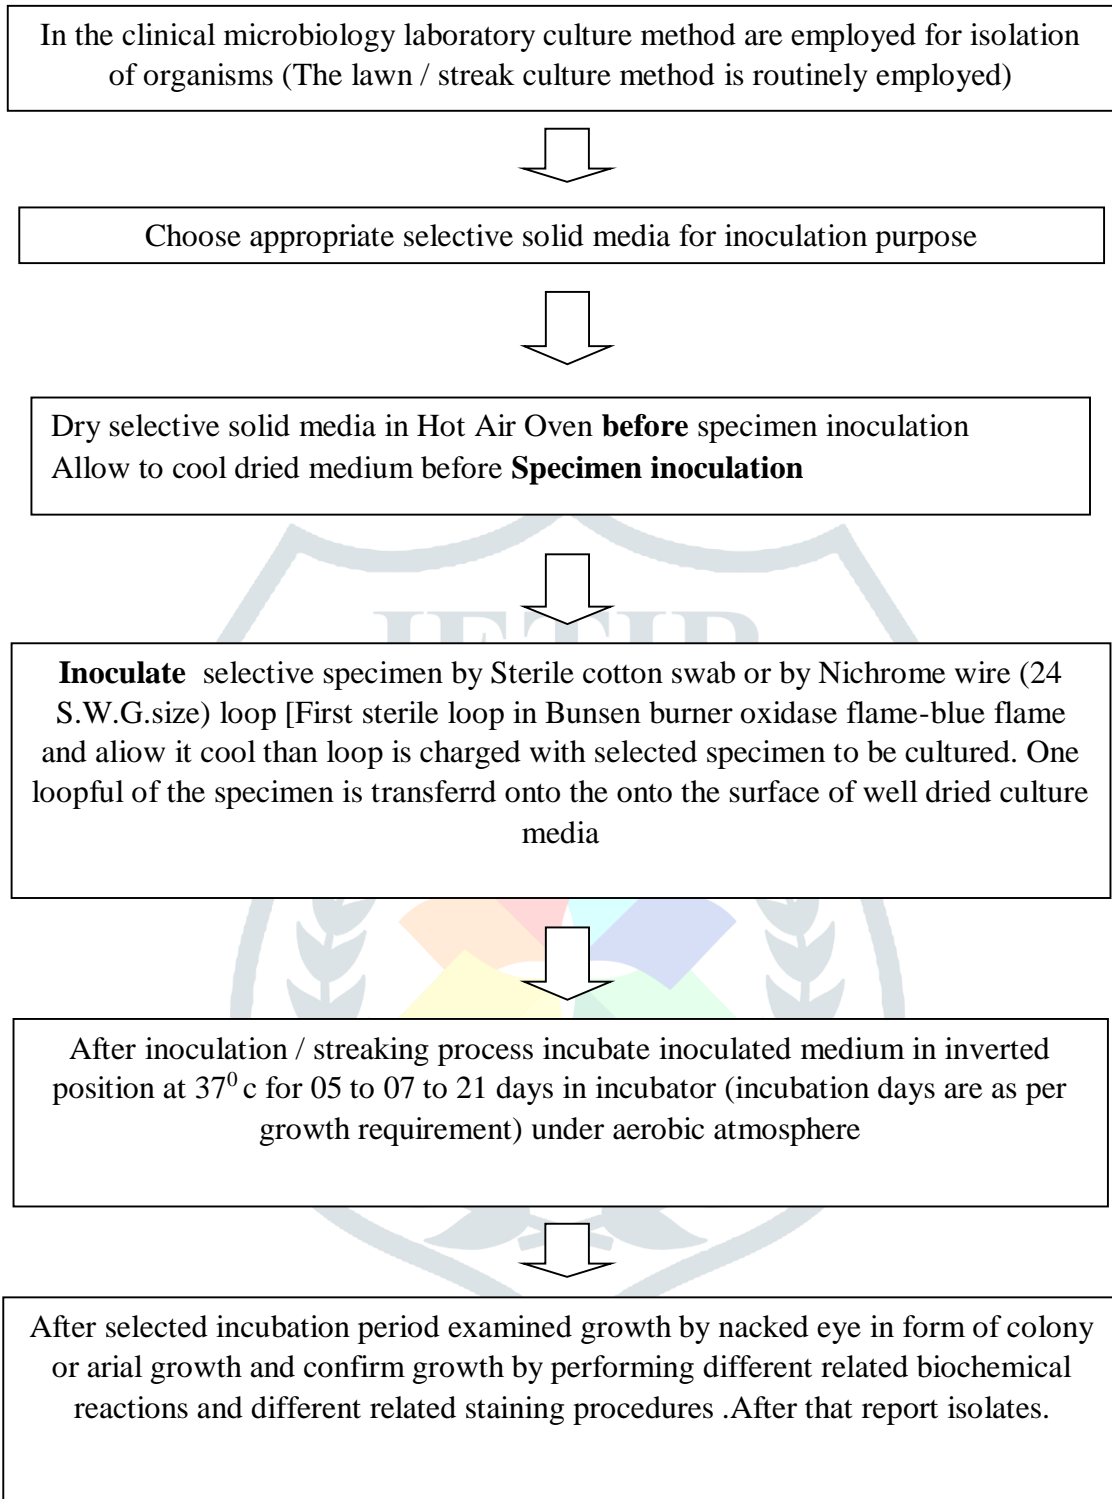 In the clinical microbiology laboratory culture method are employed for isolation
of organisms (The lawn / streak culture method is routinely employed)
Choose appropriate selective solid media for inoculation purpose
Dry selective solid media in Hot Air Oven before specimen inoculation
Allow to cool dried medium before Specimen inoculation
JETIR
Inoculate selective specimen by Sterile cotton swab or by Nichrome wire (24
S.W.G.size) loop [First sterile loop in Bunsen burner oxidase flame-blue flame
and aliow it cool than loop is charged with selected specimen to be cultured. One
loopful of the specimen is transferrd onto the onto the surface of well dried culture
media
After inoculation / streaking process incubate inoculated medium in inverted
position at 37⁰ c for 05 to 07 to 21 days in incubator (incubation days are as per
growth requirement) under aerobic atmosphere
After selected incubation period examined growth by nacked eye in form of colony
or arial growth and confirm growth by performing different related biochemical
reactions and different related staining procedures .After that report isolates.